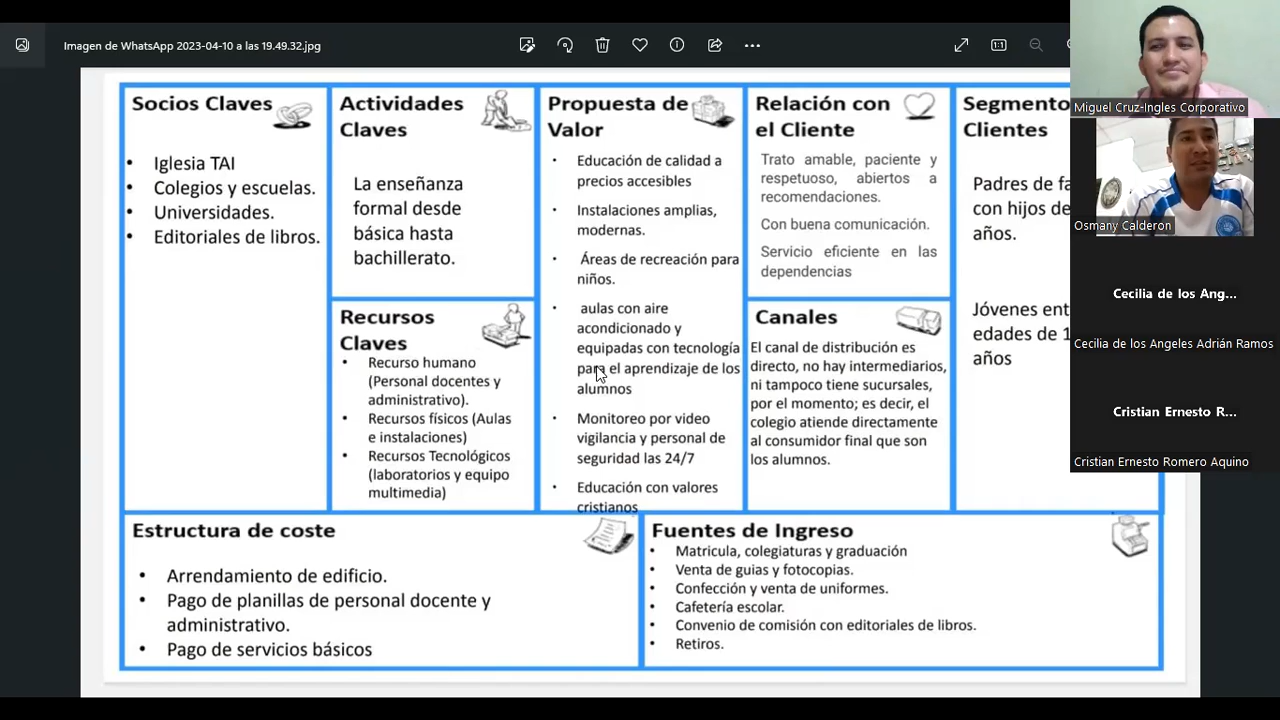 Imagen de WhatsApp 2023-04-10 a las 19.49.32.jpg
1:1
Socios Claves
Iglesia TAI
Colegios y escuelas.
Universidades.
Editoriales de libros.
Actividades
Claves
La enseñanza
formal desde
básica hasta
bachillerato.
Recursos
Claves
Recurso humano
(Personal docentes y
administrativo).
Recursos físicos (Aulas
e instalaciones)
Recursos Tecnológicos
(laboratorios y equipo
multimedia)
Propuesta de
Valor
Educación de calidad a
precios accesibles
Instalaciones amplias,
modernas.
Áreas de recreación para
niños.
aulas con aire
acondicionado y
equipadas con tecnología
para el aprendizaje de los
alumnos
Monitoreo por video
vigilancia y personal de
seguridad las 24/7
Educación con valores
cristianos
Relación con
el Cliente
Trato amable, paciente y
respetuoso, abiertos a
recomendaciones.
Con buena comunicación.
Servicio eficiente en las
dependencias
Canales
El canal de distribución es
directo, no hay intermediarios,
ni tampoco tiene sucursales,
por el momento; es decir, el
colegio atiende directamente
al consumidor final que son
los alumnos.
Segmento
Clientes
Padres de fa
con hijos de
años.
Jóvenes ent
edades de 1
años
Estructura de coste
Arrendamiento de edificio.
Pago de planillas de personal docente y
administrativo.
Pago de servicios básicos
Fuentes de Ingreso
Matricula, colegiaturas y graduación
Venta de guias y fotocopias.
Confección y venta de uniformes.
Cafetería escolar.
Convenio de comisión con editoriales de libros.
Retiros.
Miguel Cruz-Ingles Corporativo
Osmany Calderon
Cecilia de los Ang...
Cecilia de los Angeles Adrián Ramos
Cristian Ernesto R...
Cristian Ernesto Romero Aquino